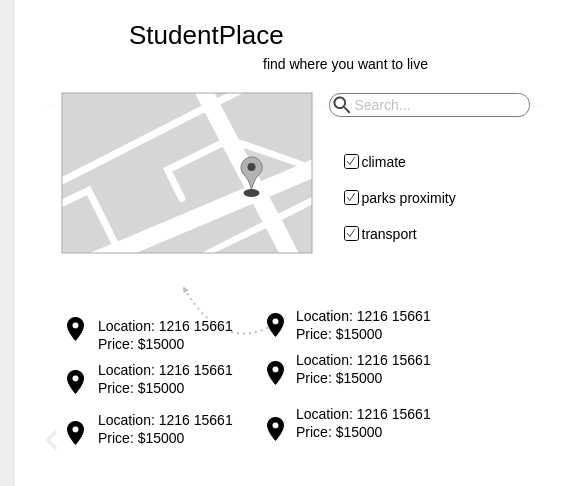 StudentPlace
find where you want to live
Search...
climate
parks proximity
transport
Location: 1216 15661
Price: $15000
Location: 1216 15661
Price: $15000
Location: 1216 15661
Price: $15000
Location: 1216 15661
Price: $15000
Location: 1216 15661
Price: $15000
Location: 1216 15661
Price: $15000